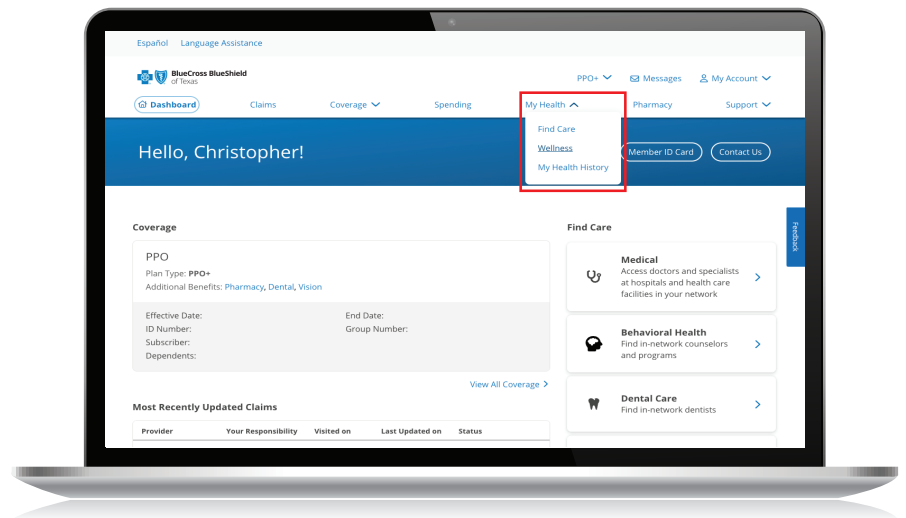 Español Language Assistance
BlueCross BlueShield
of Texas
PPO+ Messages My Account
Dashboard Claims Coverage Spending My Health Pharmacy Support
Find Care
Wellness
My Health History
Hello, Christopher!
Member ID Card Contact Us
Feedback
Coverage
PPO
Plan Type: PPO+
Additional Benefits: Pharmacy, Dental, Vision
Effective Date: End Date:
ID Number: Group Number:
Subscriber:
Dependents:
View All Coverage
Most Recently Updated Claims
Provider Your Responsibility Visited on Last Updated on Status
Find Care
Medical
Access doctors and specialists
at hospitals and health care
facilities in your network
Behavioral Health
Find in-network counselors
and programs
Dental Care
Find in-network dentists